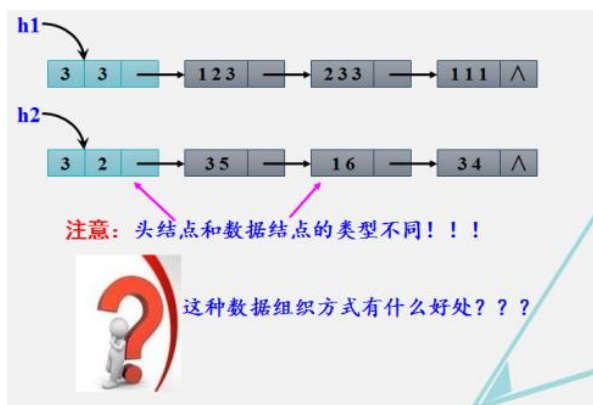 h1
3 3 123 233 111 ∧
h2
3 2 35 16 34 ∧
注意：头结点和数据结点的类型不同！！！
这种数据组织方式有什么好处？？？